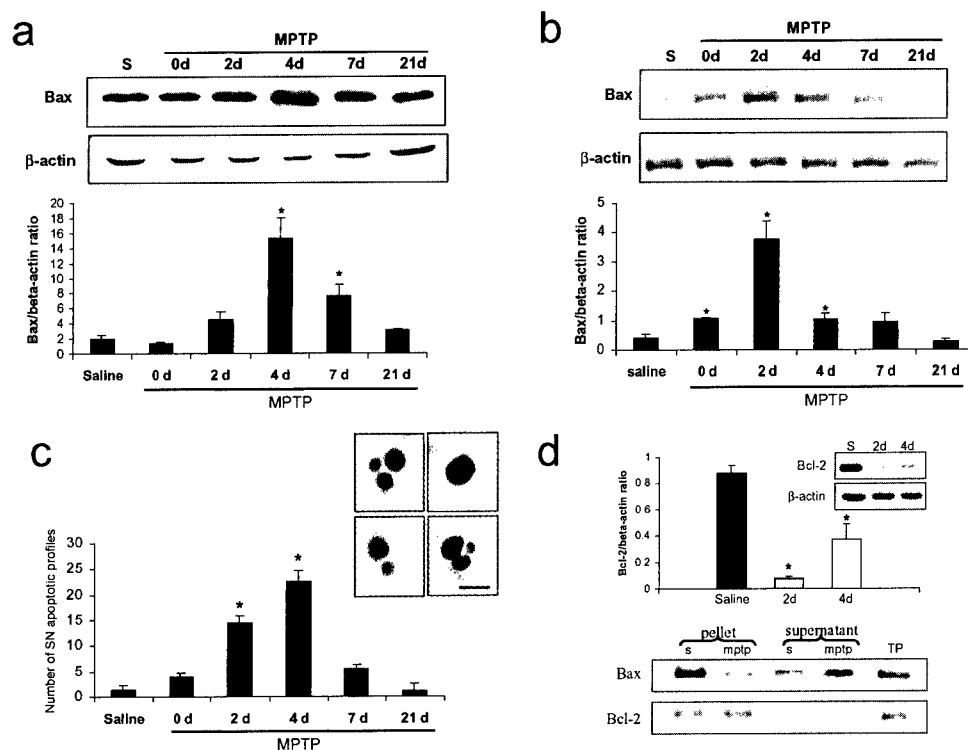 a
MPTP
S 0d 2d 4d 7d 21d
Bax
β-actin
Bax/beta-actin ratio
20
18
16
14
12
10
8
6
4
2
0
*
*
Saline 0 d 2 d 4 d 7 d 21 d
MPTP
b
MPTP
S 0d 2d 4d 7d 21d
Bax
β-actin
Bax/beta-actin ratio
5
4
3
2
1
0
*
*
*
saline 0 d 2 d 4 d 7 d 21 d
MPTP
c
Number of SN apoptotic profiles
30
25
20
15
10
5
0
*
*
Saline 0 d 2 d 4 d 7 d 21 d
MPTP
d
S 2d 4d
Bcl-2
β-actin
Bcl-2/beta-actin ratio
1
0.8
0.6
0.4
0.2
0
*
*
Saline 2d 4d
pellet supernatant
s mptp s mptp TP
Bax
Bcl-2